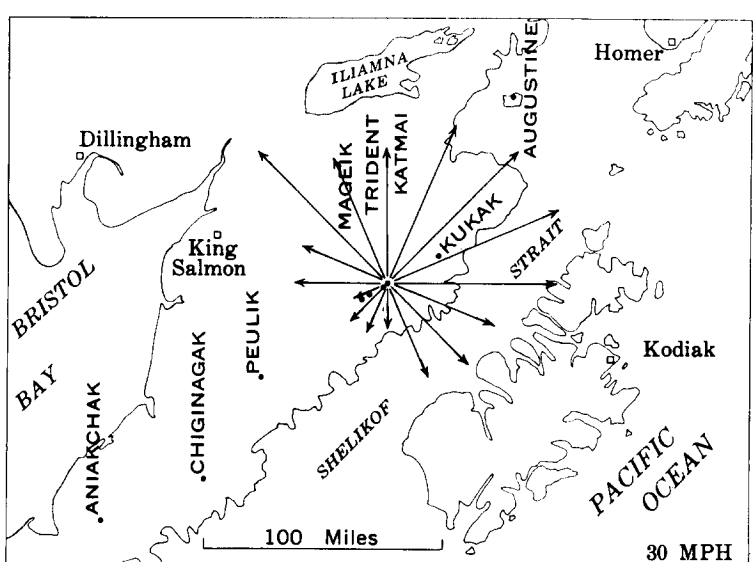 Homer
ILIAMNA
LAKE
AUGUSTINE
Dillingham
MAGEIK
TRIDENT
KATMAI
KUKAK
STRAIT
King
Salmon
BRISTOL
BAY
PEULIK
CHIGINAGAK
ANIAKCHAK
Kodiak
SHELIKOF
PACIFIC
OCEAN
100 Miles
30 MPH